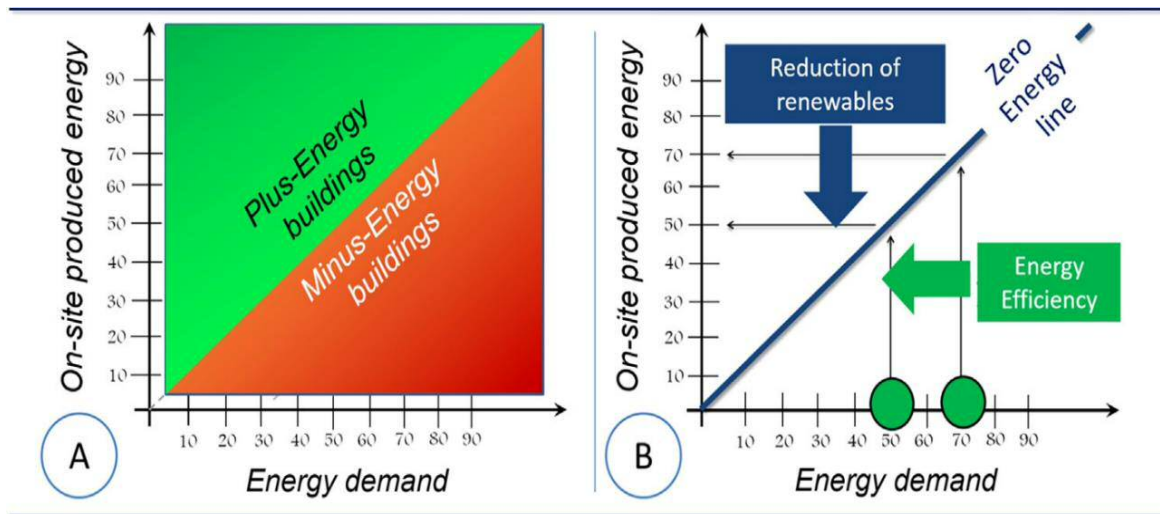 On-site produced energy
90
80
70
60
50
40
30
20
10
Plus-Energy
buildings
Minus-Energy
buildings
10 20 30 40 50 60 70 80 90
Energy demand
A
On-site produced energy
90
80
70
60
50
40
30
20
10
Reduction of
renewables
Zero
Energy
line
Energy
Efficiency
10 20 30 40 50 60 70 80 90
Energy demand
B